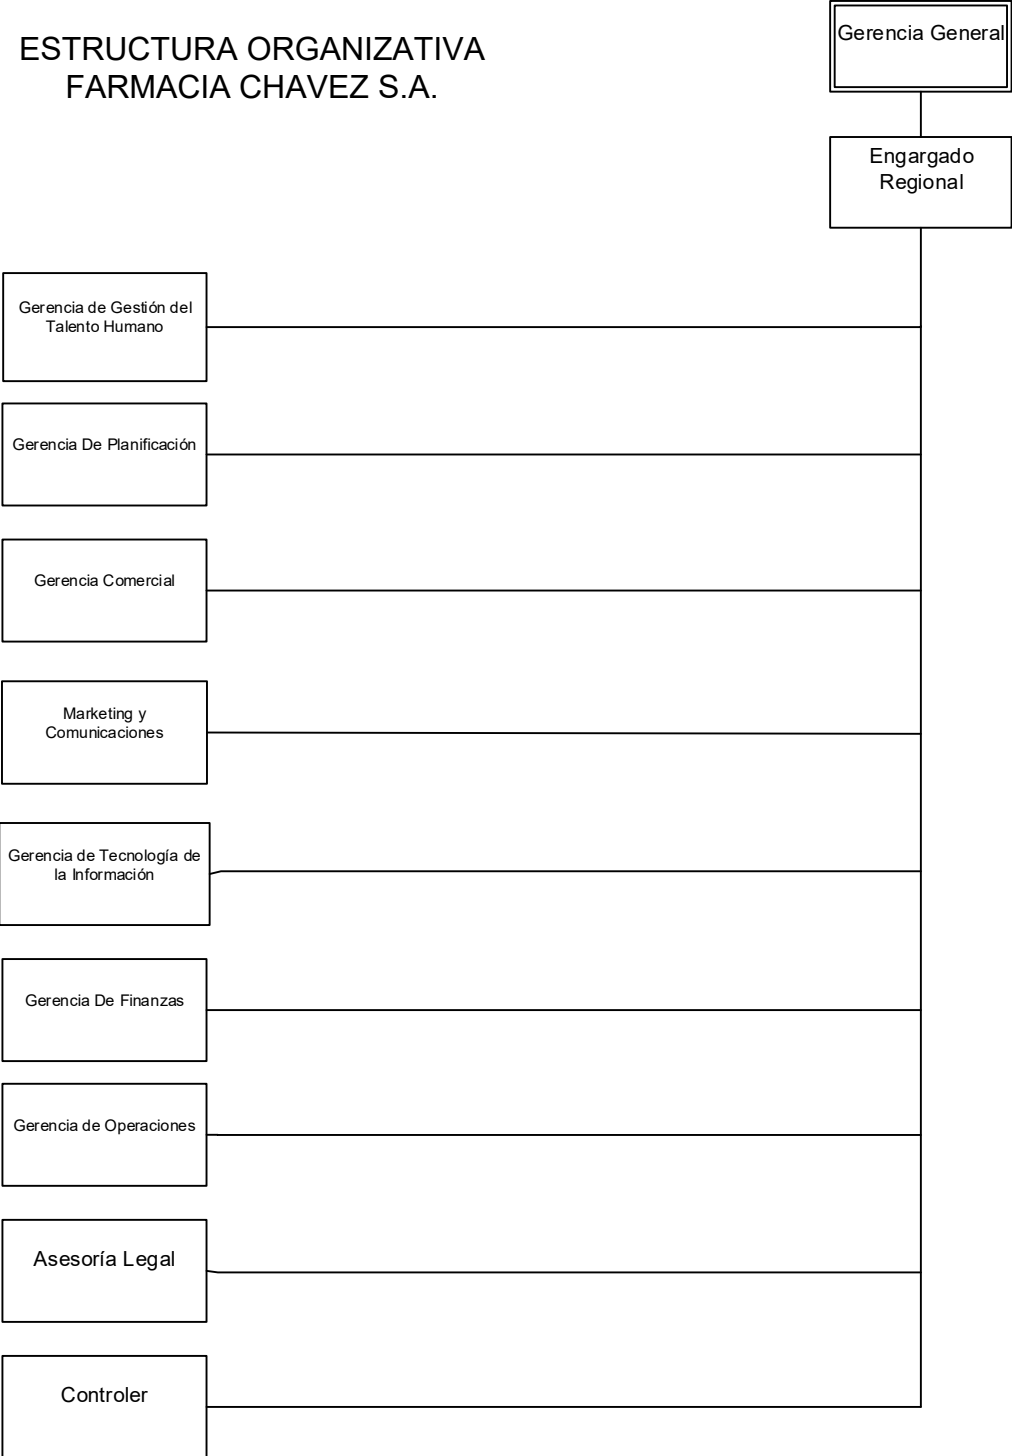 ESTRUCTURA ORGANIZATIVA
FARMACIA CHAVEZ S.A.
Gerencia General
Engargado
Regional
Gerencia de Gestión del
Talento Humano
Gerencia De Planificación
Gerencia Comercial
Marketing y
Comunicaciones
Gerencia de Tecnología de
la Información
Gerencia De Finanzas
Gerencia de Operaciones
Asesoría Legal
Controler